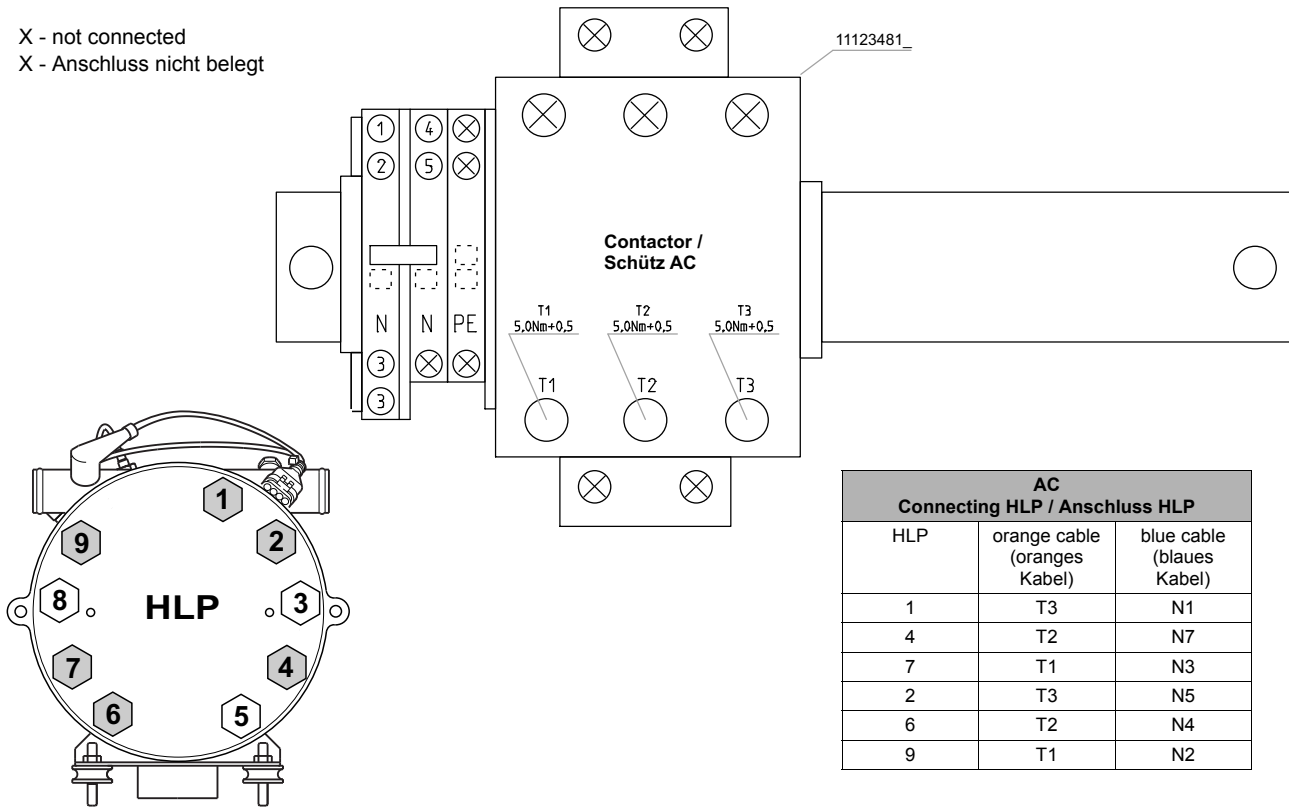 X - not connected
X - Anschluss nicht belegt
11123481_
1 4
2 5
Contactor /
Schütz AC
N N PE
T1 T2 T3
5,0Nm+0,5 5,0Nm+0,5 5,0Nm+0,5
3
3
T1 T2 T3
1
2
3
4
5
6
7
8
9
HLP
AC
Connecting HLP / Anschluss HLP
HLP orange cable blue cable
(oranges (blaues
Kabel) Kabel)
1 T3 N1
4 T2 N7
7 T1 N3
2 T3 N5
6 T2 N4
9 T1 N2